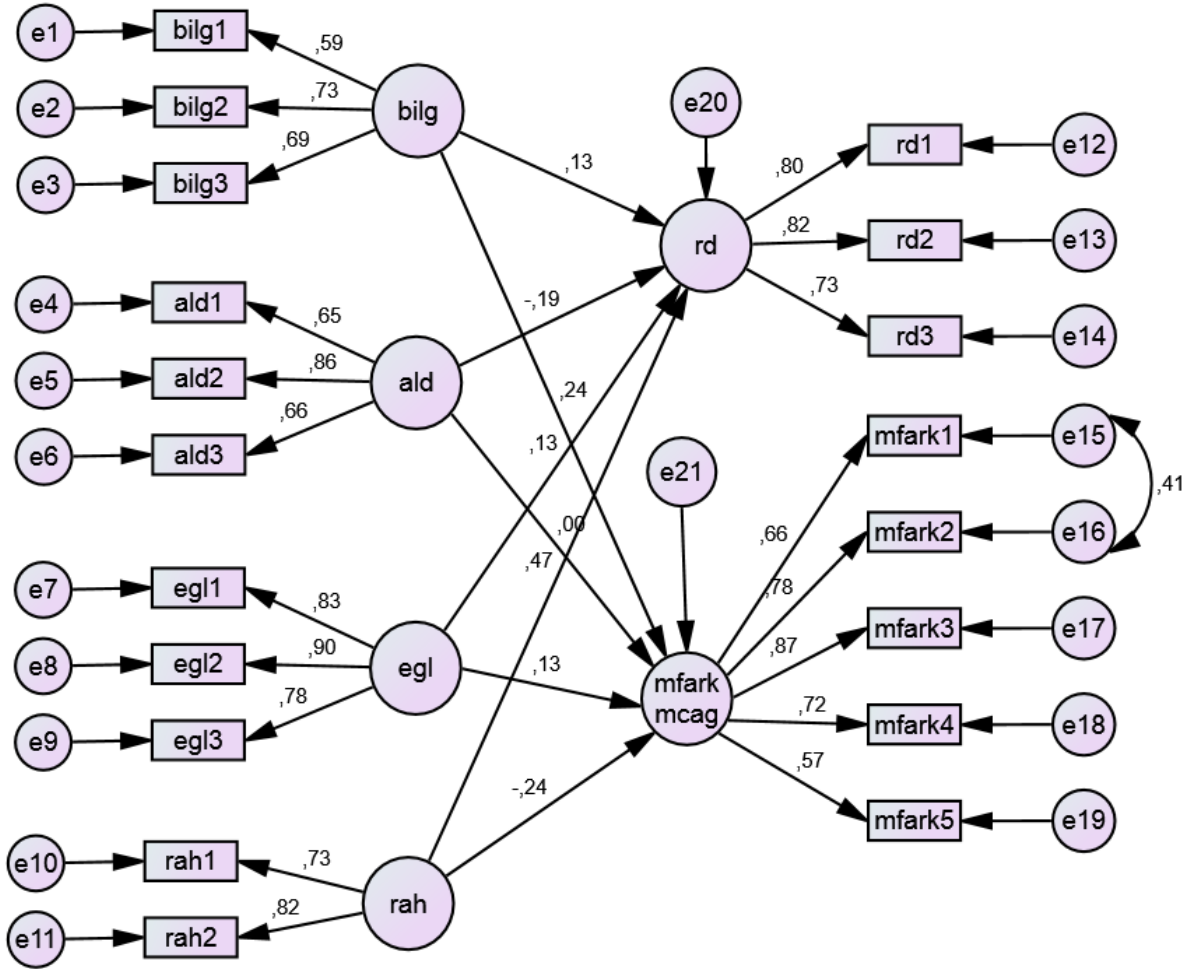 e1
bilg1
,59
e2
bilg2
,73
bilg
e3
bilg3
,69
e4
ald1
,65
e5
ald2
,86
ald
e6
ald3
,66
e7
egl1
,83
e8
egl2
,90
egl
e9
egl3
,78
e10
rah1
,73
rah
e11
rah2
,82
,13
-,19
,24
,13
,00
,47
,13
-,24
e20
rd
e21
mfark
mcag
,80
rd1
e12
,82
rd2
e13
,73
rd3
e14
,66
mfark1
e15
,41
,78
mfark2
e16
,87
mfark3
e17
,72
mfark4
e18
,57
mfark5
e19